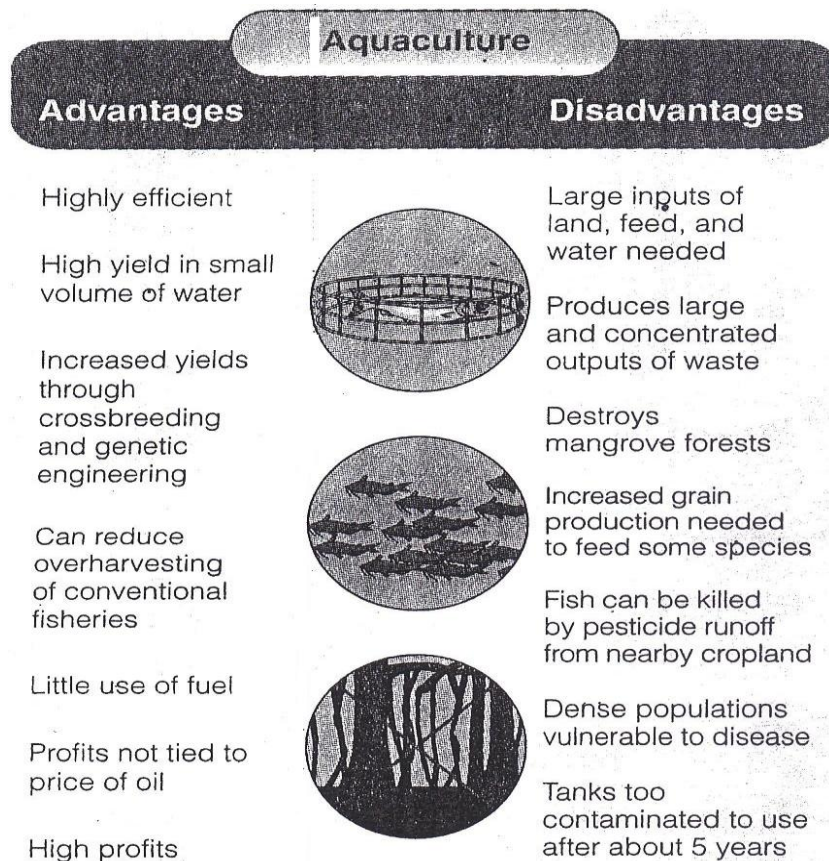 Aquaculture
Advantages
Disadvantages
Highly efficient
High yield in small
volume of water
Increased yields
through
crossbreeding
and genetic
engineering
Can reduce
overharvesting
of conventional
fisheries
Little use of fuel
Profits not tied to
price of oil
High profits
Large inputs of
land, feed, and
water needed
Produces large
and concentrated
outputs of waste
Destroys
mangrove forests
Increased grain
production needed
to feed some species
Fish can be killed
by pesticide runoff
from nearby cropland
Dense populations
vulnerable to disease
Tanks too
contaminated to use
after about 5 years